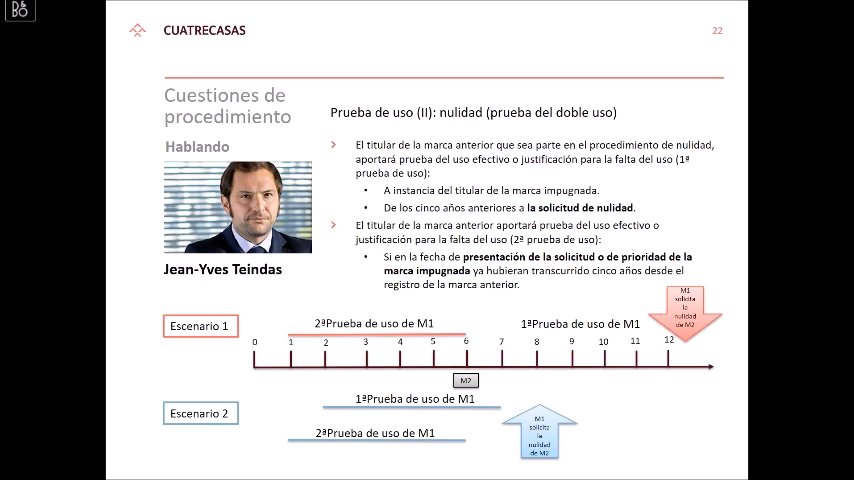 B&O
CUATRECASAS
22
Cuestiones de
procedimiento
Hablando
Jean-Yves Teindas
Prueba de uso (II): nulidad (prueba del doble uso)
El titular de la marca anterior que sea parte en el procedimiento de nulidad,
aportará prueba del uso efectivo o justificación para la falta del uso (1ª
prueba de uso):
• A instancia del titular de la marca impugnada.
• De los cinco años anteriores a la solicitud de nulidad.
El titular de la marca anterior aportará prueba del uso efectivo o
justificación para la falta del uso (2ª prueba de uso):
• Si en la fecha de presentación de la solicitud o de prioridad de la
marca impugnada ya hubieran transcurrido cinco años desde el
registro de la marca anterior.
M1
solicita
la
nulidad
de M2
Escenario 1
2ªPrueba de uso de M1
1ªPrueba de uso de M1
0 1 2 3 4 5 6 7 8 9 10 11 12
M2
Escenario 2
1ªPrueba de uso de M1
2ªPrueba de uso de M1
M1
solicita
la
nulidad
de M2